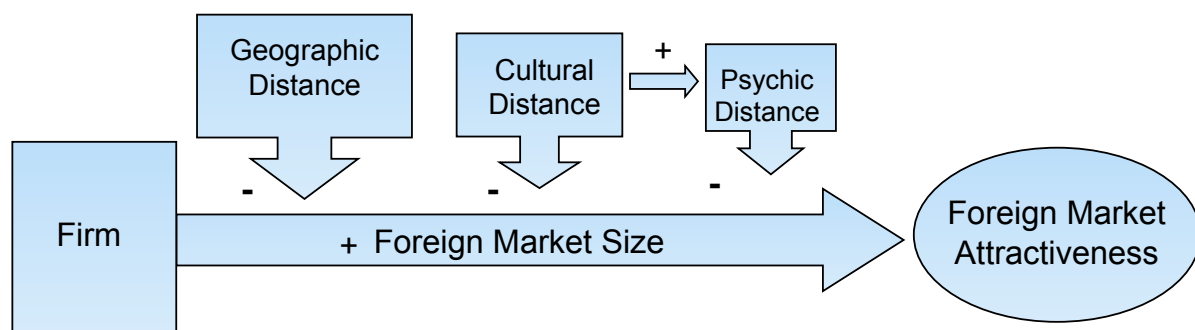 Geographic
Distance
-
Cultural
Distance
-
+
Psychic
Distance
-
Firm
+ Foreign Market Size
Foreign Market
Attractiveness